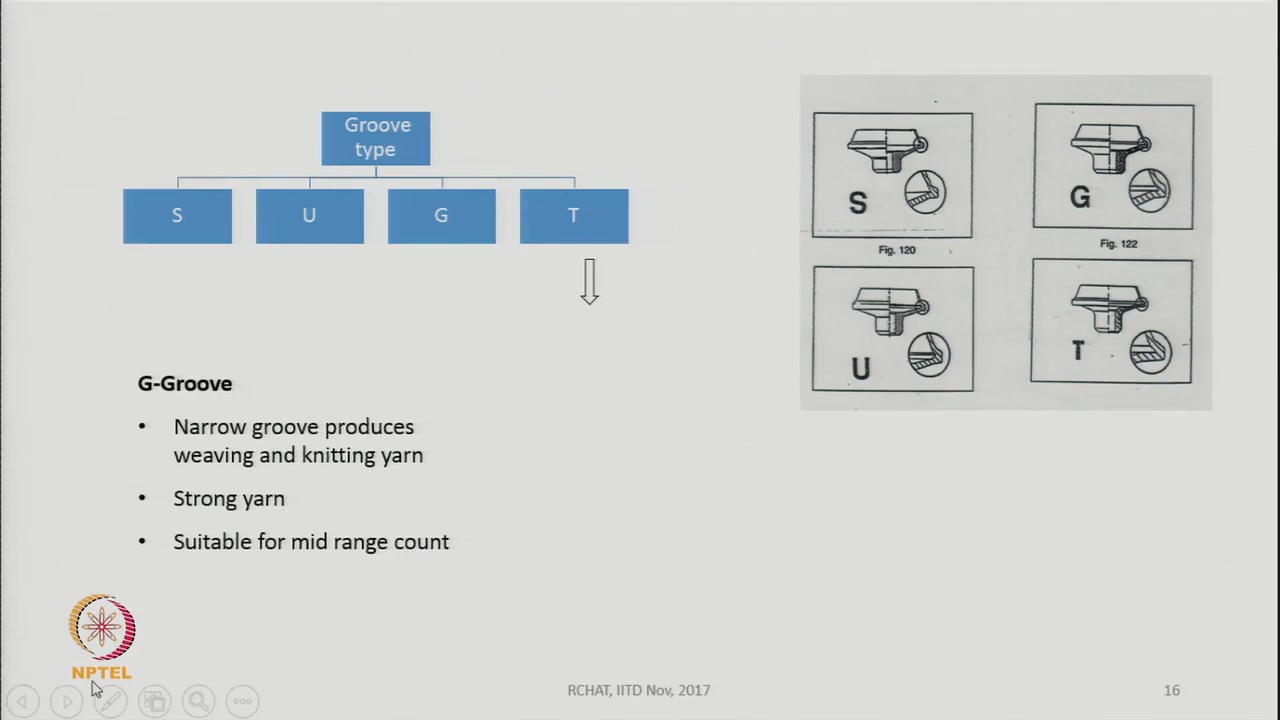 Groove
type
S
U
G
T
S
G
Fig. 120
Fig. 122
U
T
G-Groove
• Narrow groove produces
weaving and knitting yarn
• Strong yarn
• Suitable for mid range count
NPTEL
RCHAT, IITD Nov, 2017
16